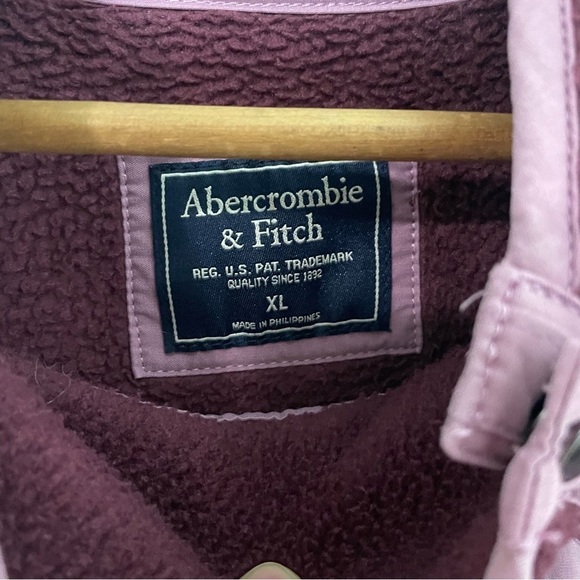 Abercrombie
& Fitch
REG. U.S. PAT. TRADEMARK
QUALITY SINCE 1892
XL
MADE IN PHILIPPINES